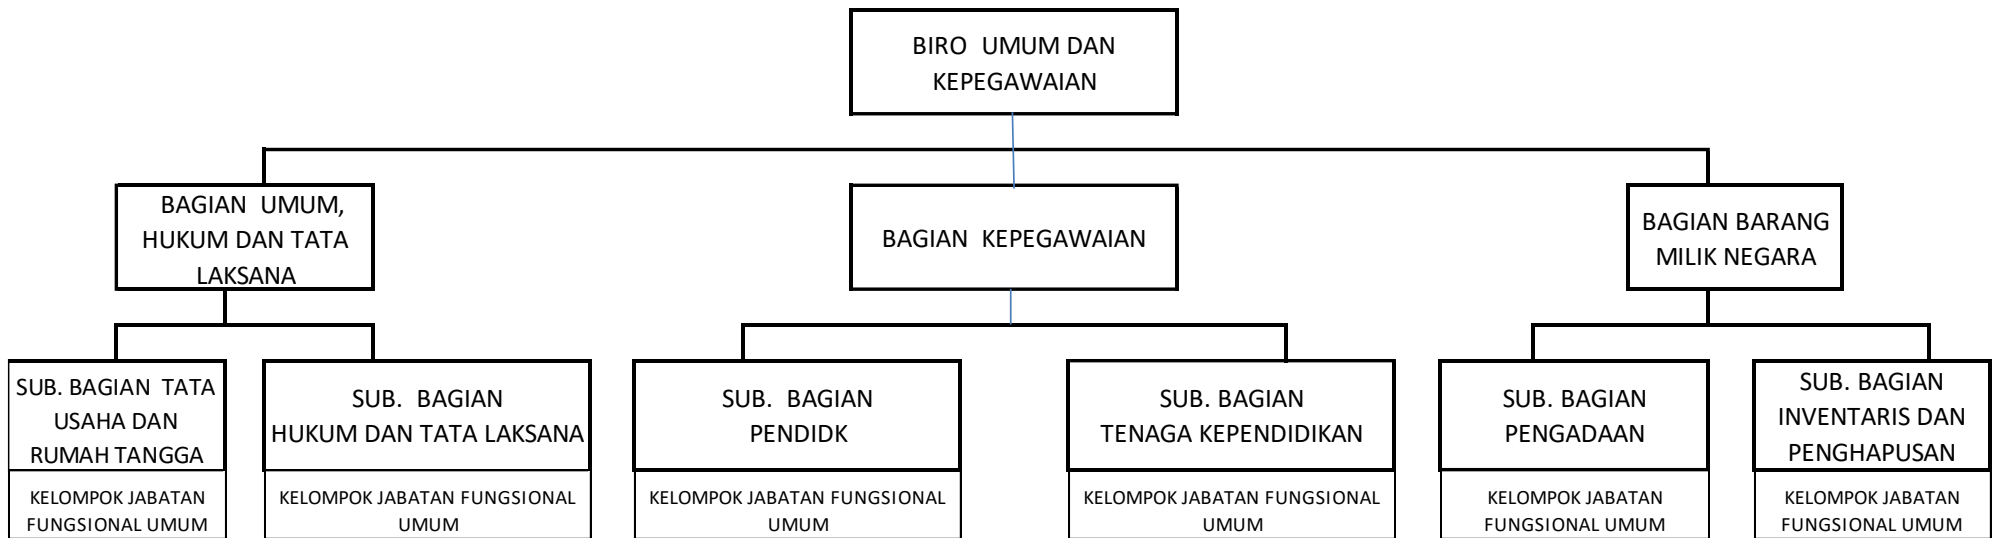 BIRO UMUM DAN
KEPEGAWAIAN
BAGIAN UMUM,
HUKUM DAN TATA
LAKSANA
BAGIAN KEPEGAWAIAN
BAGIAN BARANG
MILIK NEGARA
SUB. BAGIAN TATA
USAHA DAN
RUMAH TANGGA
KELOMPOK JABATAN
FUNGSIONAL UMUM
SUB. BAGIAN
HUKUM DAN TATA LAKSANA
KELOMPOK JABATAN FUNGSIONAL
UMUM
SUB. BAGIAN
PENDIDK
KELOMPOK JABATAN FUNGSIONAL
UMUM
SUB. BAGIAN
TENAGA KEPENDIDIKAN
KELOMPOK JABATAN FUNGSIONAL
UMUM
SUB. BAGIAN
PENGADAAN
KELOMPOK JABATAN
FUNGSIONAL UMUM
SUB. BAGIAN
INVENTARIS DAN
PENGHAPUSAN
KELOMPOK JABATAN
FUNGSIONAL UMUM